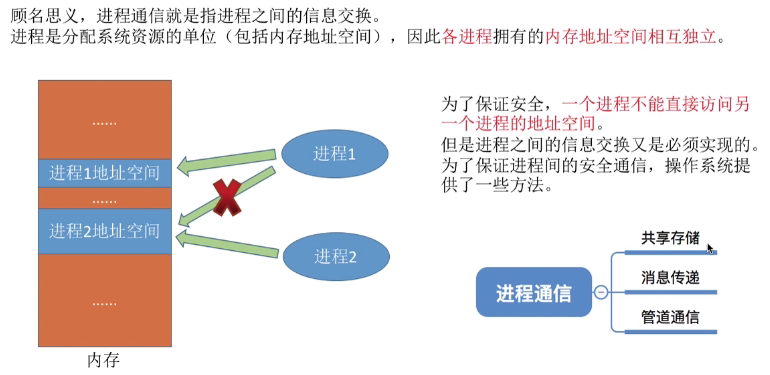 顾名思义，进程通信就是指进程之间的信息交换。
进程是分配系统资源的单位（包括内存地址空间），因此各进程拥有的内存地址空间相互独立。
……
进程1地址空间
……
进程2地址空间
……
内存
进程1
进程2
为了保证安全，一个进程不能直接访问另
一个进程的地址空间。
但是进程之间的信息交换又是必须实现的。
为了保证进程间的安全通信，操作系统提
供了一些方法。
进程通信
共享存储
消息传递
管道通信